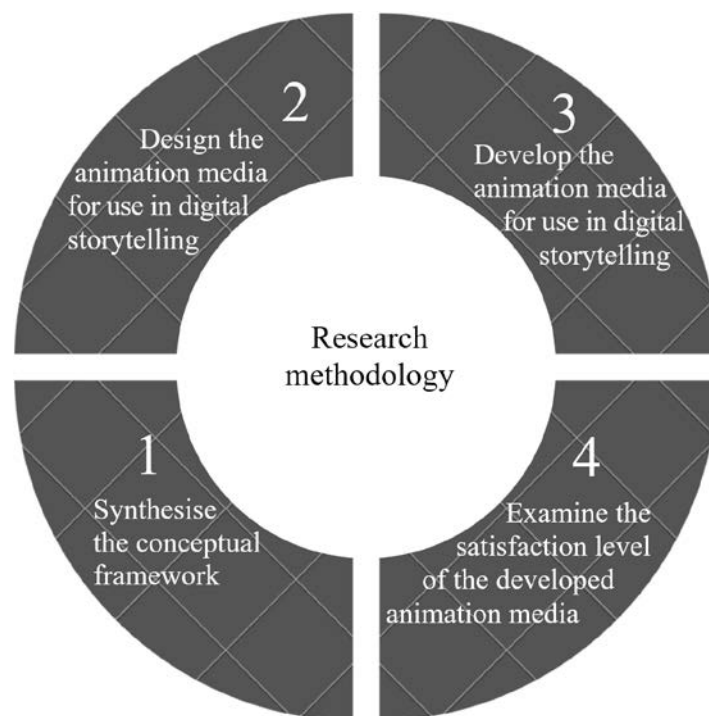 2
Design the
animation media
for use in digital
storytelling
3
Develop the
animation media
for use in digital
storytelling
Research
methodology
1
Synthesise
the conceptual
framework
4
Examine the
satisfaction level
of the developed
animation media